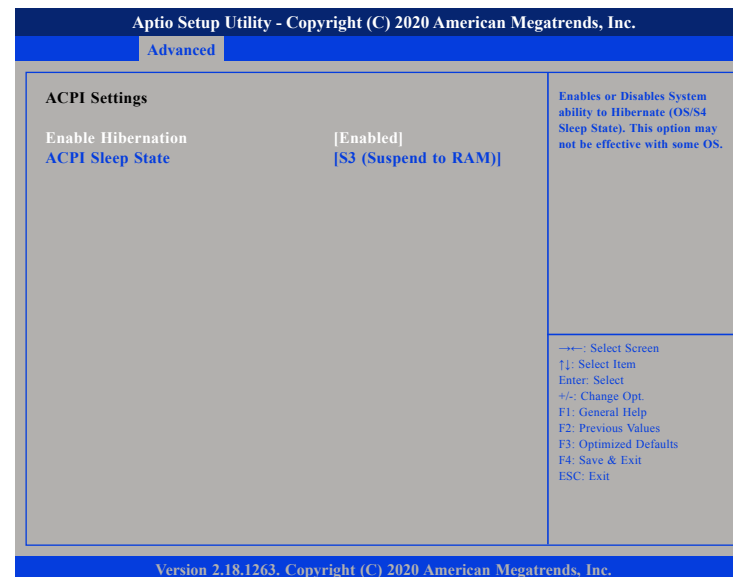 Aptio Setup Utility - Copyright (C) 2020 American Megatrends, Inc.
Advanced
ACPI Settings
Enable Hibernation [Enabled]
ACPI Sleep State [S3 (Suspend to RAM)]
Enables or Disables System
ability to Hibernate (OS/S4
Sleep State). This option may
not be effective with some OS.
→←: Select Screen
↑↓: Select Item
Enter: Select
+/-: Change Opt.
F1: General Help
F2: Previous Values
F3: Optimized Defaults
F4: Save & Exit
ESC: Exit
Version 2.18.1263. Copyright (C) 2020 American Megatrends, Inc.